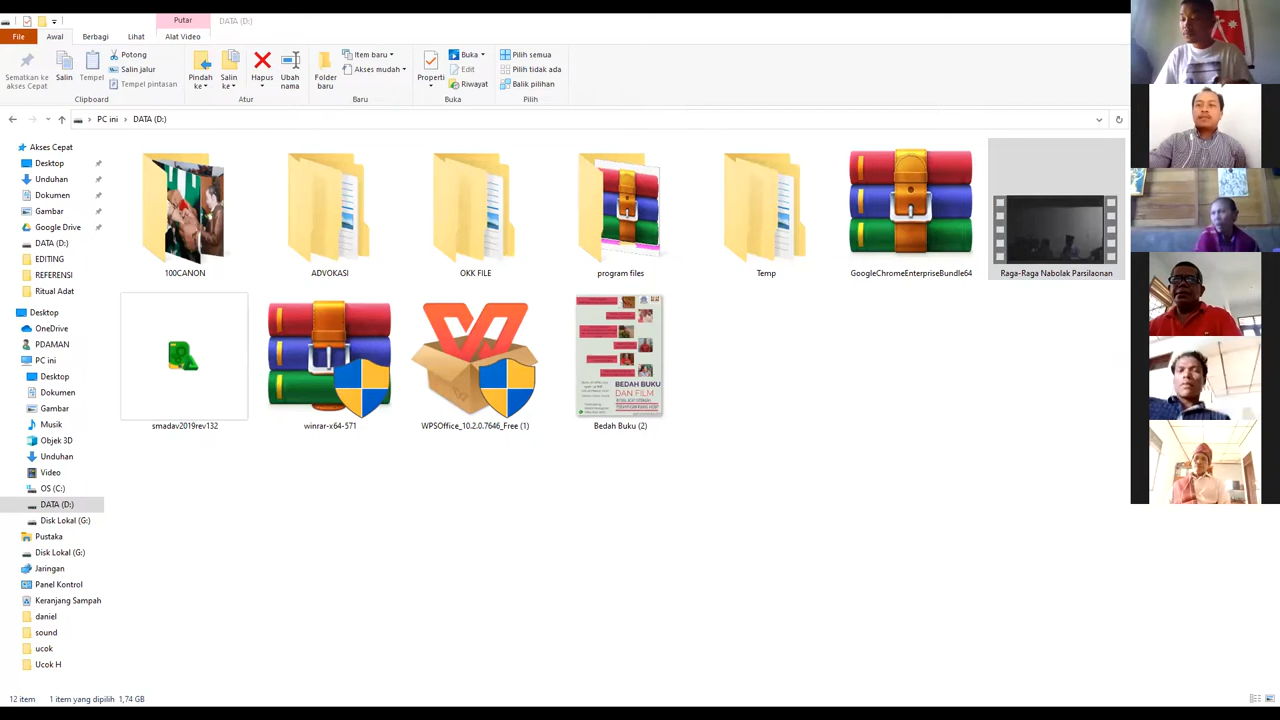 Putar
DATA (D:)
File
Awal
Berbagi
Lihat
Alat Video
Sematkan ke
akses Cepat
Salin
Tempel
Potong
Salin jalur
Tempel pintasan
Clipboard
Pindah
ke
Salin
ke
Hapus
Ubah
nama
Atur
Folder
baru
Item baru
Akses mudah
Baru
Properti
Buka
Edit
Riwayat
Buka
Pilih semua
Pilih tidak ada
Balik pilihan
Pilih
PC ini
DATA (D:)
Akses Cepat
Desktop
Unduhan
Dokumen
Gambar
Google Drive
DATA (D:)
EDITING
REFERENSI
Ritual Adat
Desktop
OneDrive
PDAMAN
PC ini
Desktop
Dokumen
Gambar
Musik
Objek 3D
Unduhan
Video
OS (C:)
DATA (D:)
Disk Lokal (G:)
Pustaka
Disk Lokal (G:)
Jaringan
Panel Kontrol
Keranjang Sampah
daniel
sound
ucok
Ucok H
100CANON
ADVOKASI
OKK FILE
program files
Temp
GoogleChromeEnterpriseBundle64
Raga-Raga Nabolak Parsilaonan
smadav2019rev132
winrar-x64-571
WPSOffice_10.2.0.7646_Free (1)
BEDAH BUKU
DAN FILM
Bedah Buku (2)
12 item
1 item yang dipilih 1,74 GB